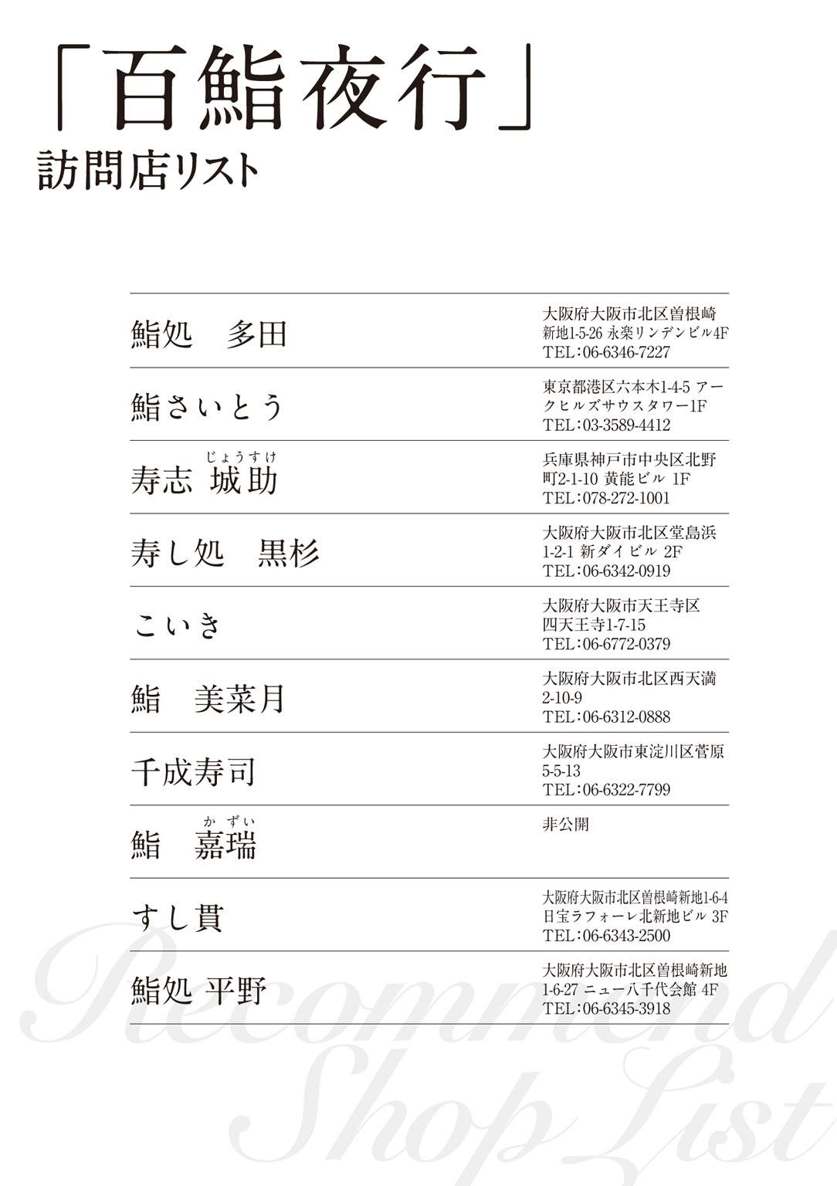 「百鮨夜行」
訪問店リスト
鮨処　多田
大阪府大阪市北区曽根崎
新地1-5-26 永楽リンデンビル4F
TEL:06-6346-7227
鮨さいとう
東京都港区六本木1-4-5 アー
クヒルズサウスタワー1F
TEL:03-3589-4412
じょうすけ
寿志 城助
兵庫県神戸市中央区北野
町2-1-10 黄能ビル 1F
TEL:078-272-1001
寿し処　黒杉
大阪府大阪市北区堂島浜
1-2-1 新ダイビル 2F
TEL:06-6342-0919
こいき
大阪府大阪市天王寺区
四天王寺1-7-15
TEL:06-6772-0379
鮨　美菜月
大阪府大阪市北区西天満
2-10-9
TEL:06-6312-0888
千成寿司
大阪府大阪市東淀川区菅原
5-5-13
TEL:06-6322-7799
か ずい
鮨　嘉瑞
非公開
すし貫
大阪府大阪市北区曽根崎新地1-6-4
日宝ラフォーレ北新地ビル 3F
TEL:06-6343-2500
鮨処 平野
大阪府大阪市北区曽根崎新地
1-6-27 ニュー八千代会館 4F
TEL:06-6345-3918
Recommend
Shop List